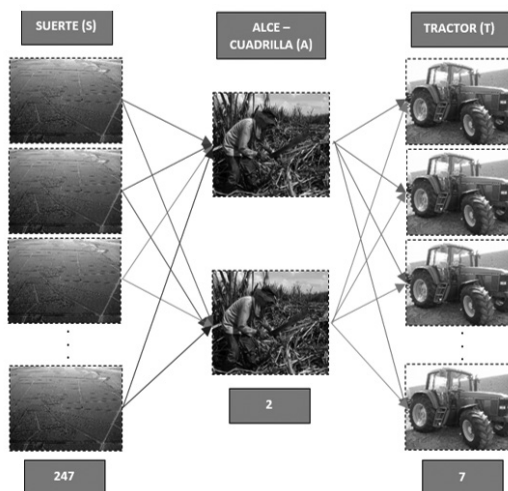 SUERTE (S)
ALCE –
CUADRILLA (A)
TRACTOR (T)
2
247
7